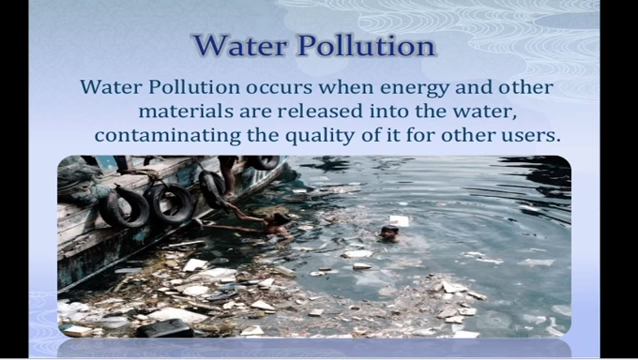 Water Pollution
Water Pollution occurs when energy and other
materials are released into the water,
contaminating the quality of it for other users.